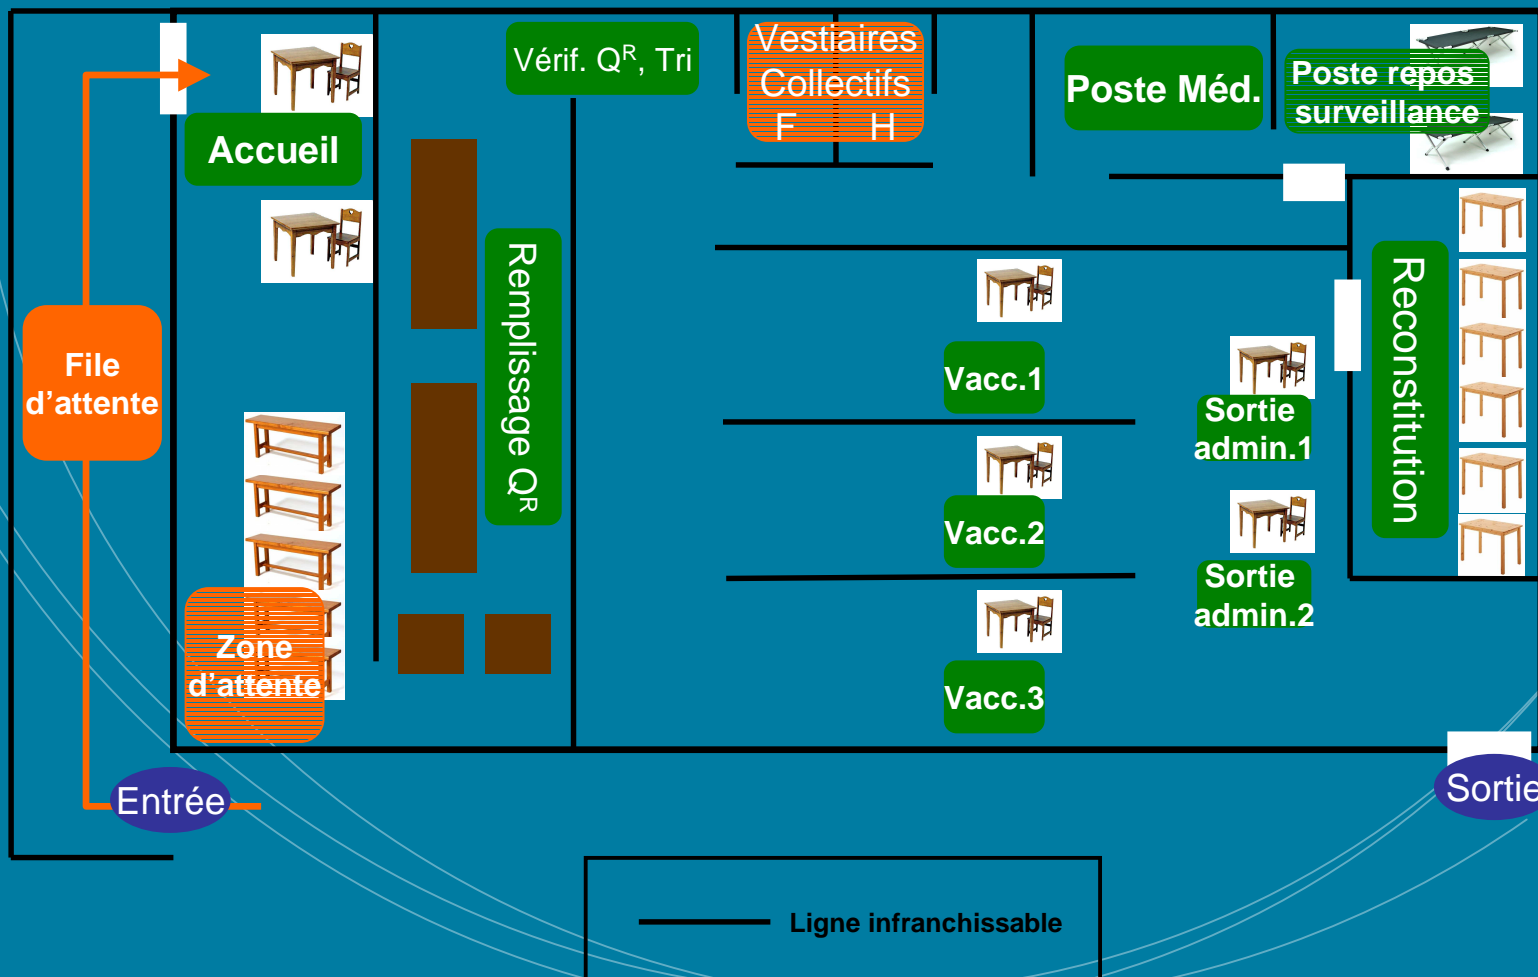 Vérif. Qᴿ, Tri
Vestiaires
Collectifs
F H
Poste Méd.
Poste repos
surveillance
Accueil
Remplissage Qᴿ
File
d’attente
Zone
d’attente
Vacc.1
Vacc.2
Vacc.3
Sortie
admin.1
Sortie
admin.2
Reconstitution
Entrée
Sortie
Ligne infranchissable